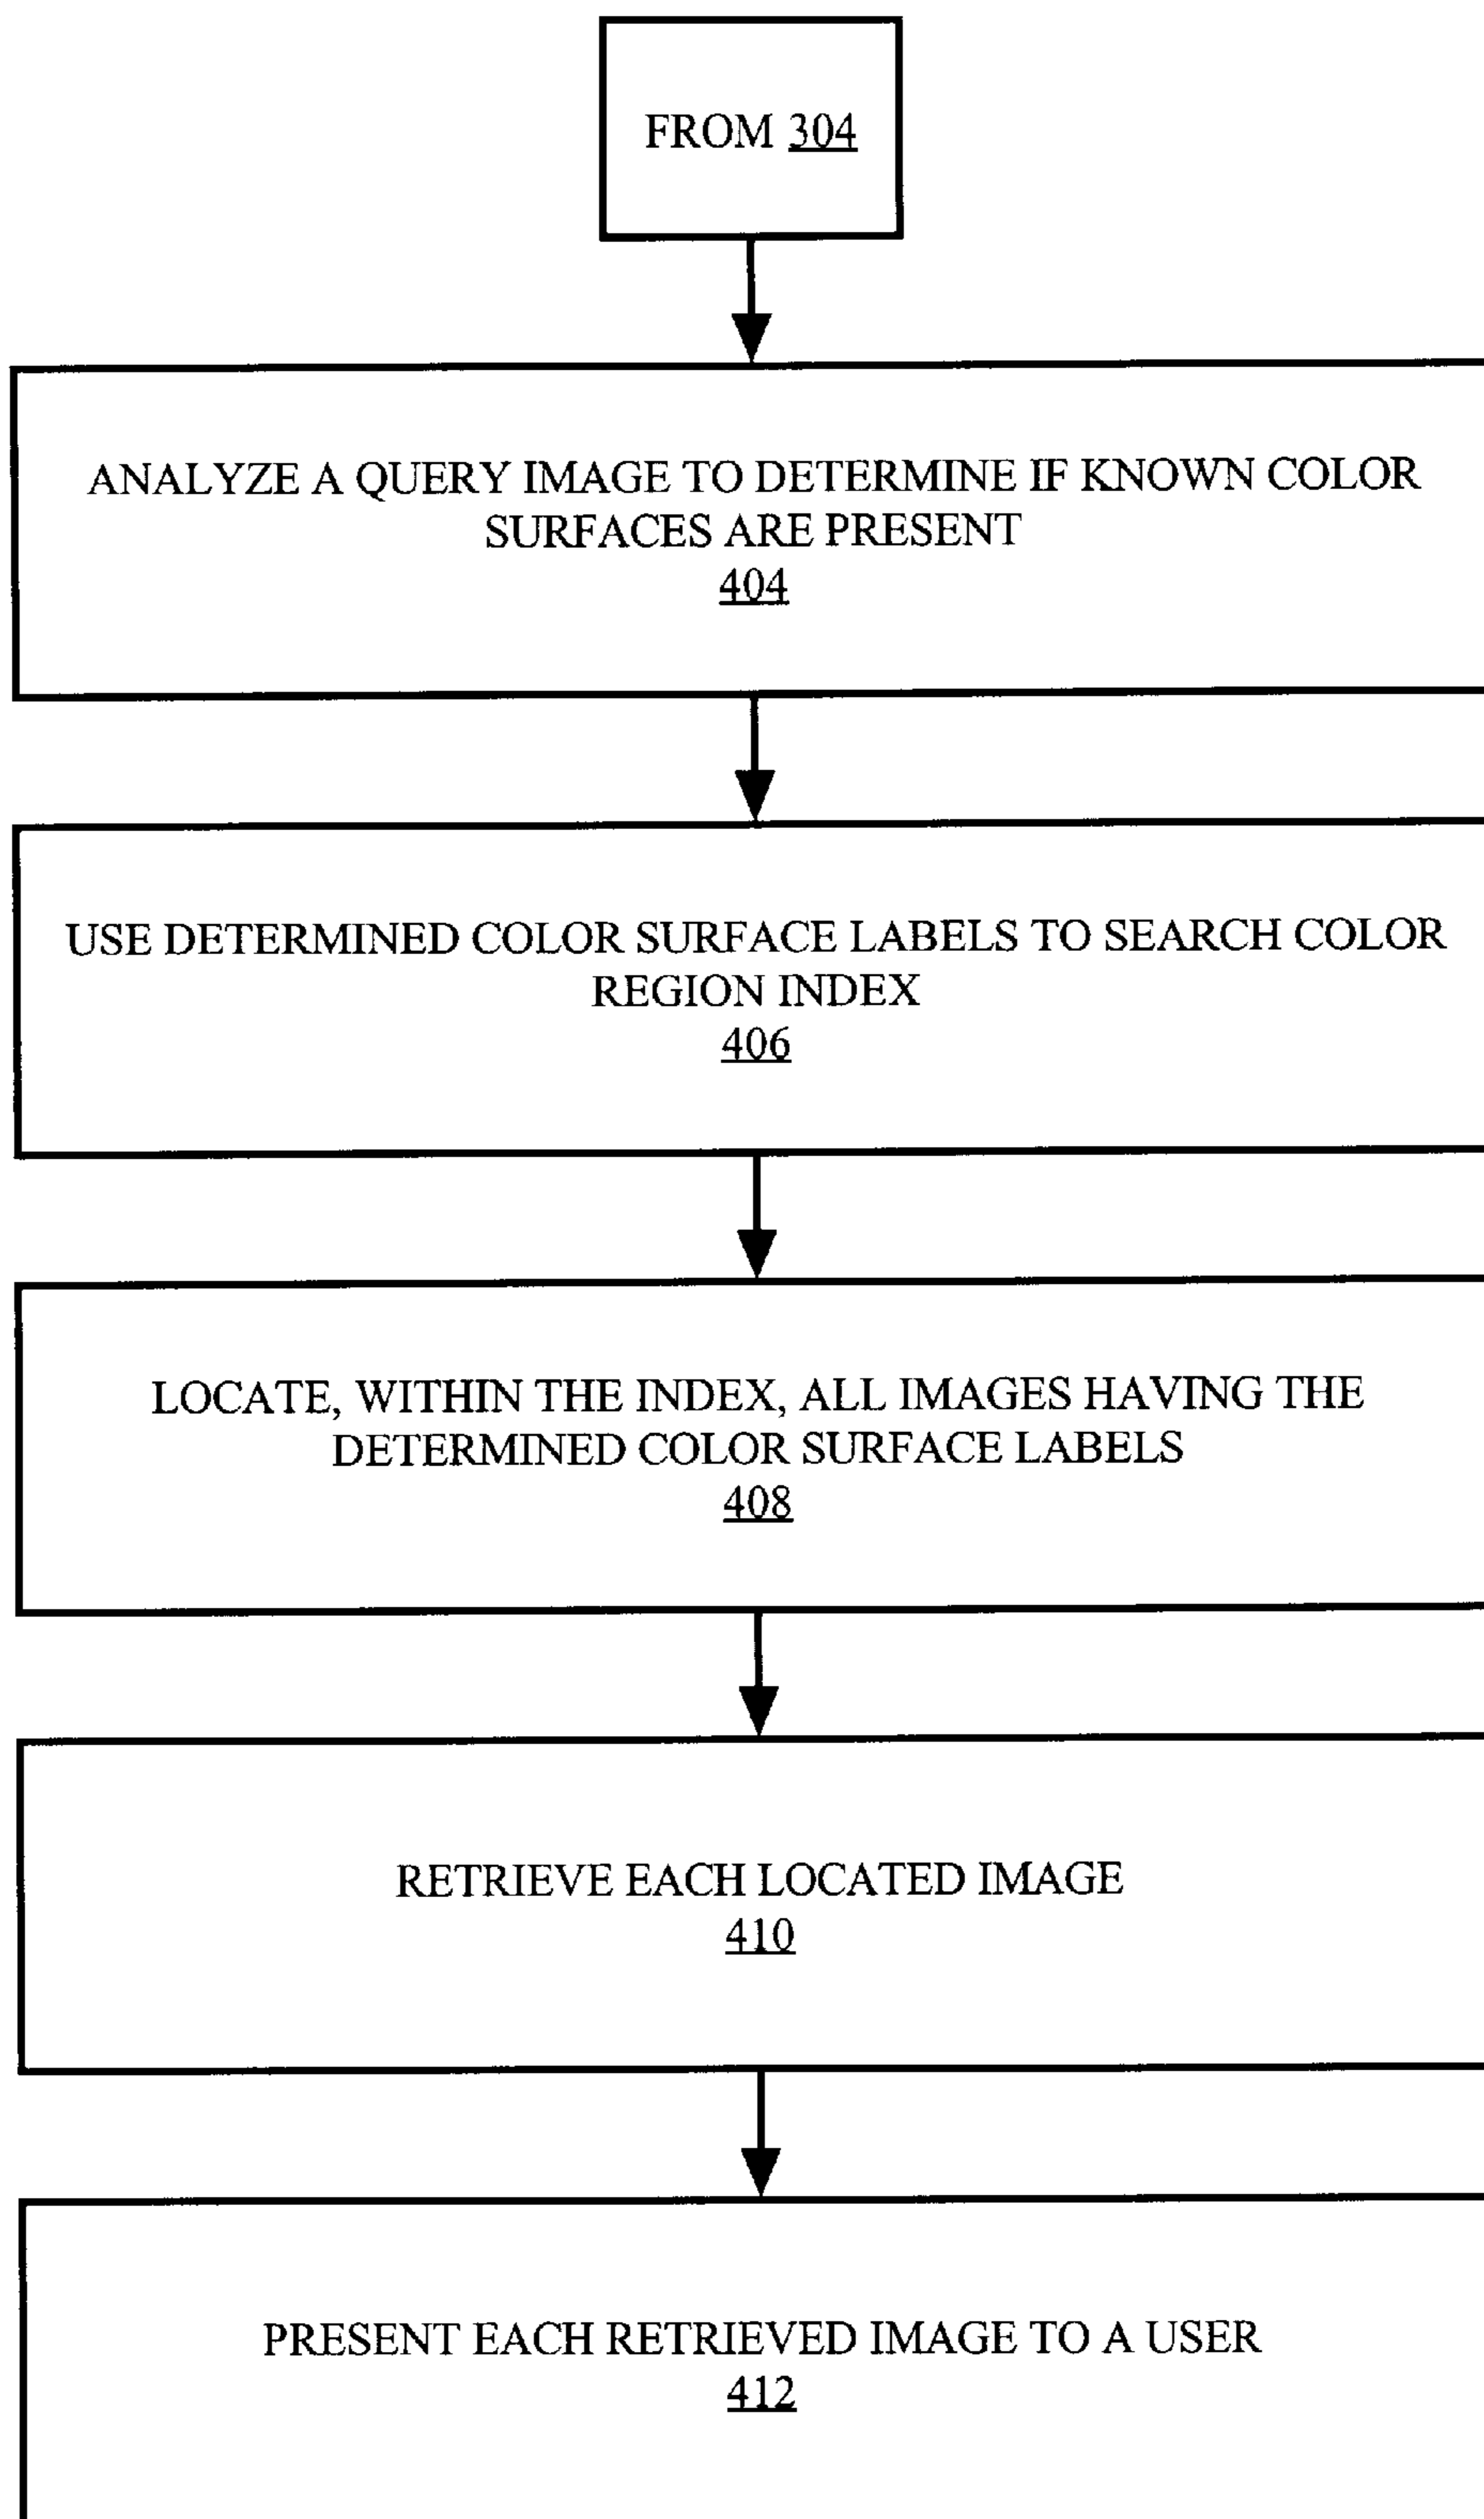 FROM 304
ANALYZE A QUERY IMAGE TO DETERMINE IF KNOWN COLOR
SURFACES ARE PRESENT
404
USE DETERMINED COLOR SURFACE LABELS TO SEARCH COLOR
REGION INDEX
406
LOCATE, WITHIN THE INDEX, ALL IMAGES HAVING THE
DETERMINED COLOR SURFACE LABELS
408
RETRIEVE EACH LOCATED IMAGE
410
PRESENT EACH RETRIEVED IMAGE TO A USER
412